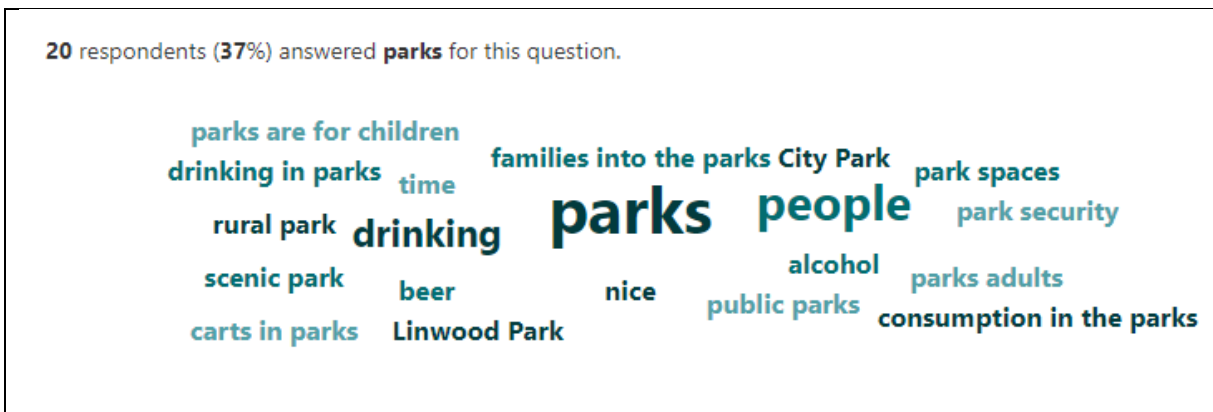 20 respondents (37%) answered parks for this question.
parks are for children
families into the parks City Park
drinking in parks
time
park spaces
parks
people
rural park
drinking
park security
scenic park
beer
nice
alcohol
parks adults
public parks
carts in parks
Linwood Park
consumption in the parks